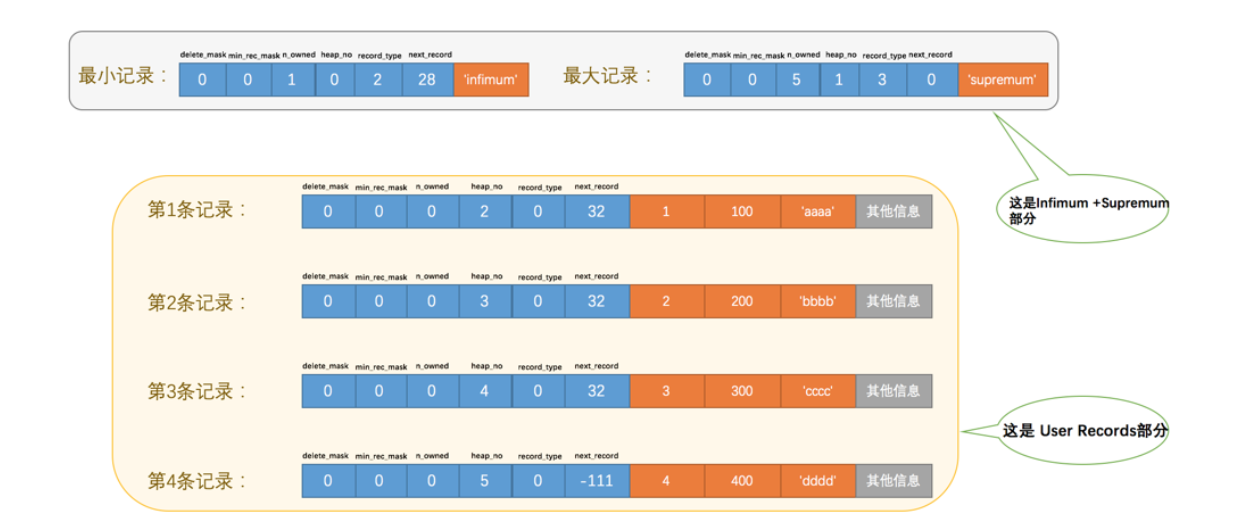 delete_mask min_rec_mask n_owned heap_no record_type next_record
最小记录： 0 0 1 0 2 28 'infimum'
delete_mask min_rec_mask n_owned heap_no record_type next_record
最大记录： 0 0 5 1 3 0 'supremum'
这是Infimum +Supremum
部分
delete_mask min_rec_mask n_owned heap_no record_type next_record
第1条记录： 0 0 0 2 0 32 1 100 'aaaa' 其他信息
delete_mask min_rec_mask n_owned heap_no record_type next_record
第2条记录： 0 0 0 3 0 32 2 200 'bbbb' 其他信息
delete_mask min_rec_mask n_owned heap_no record_type next_record
第3条记录： 0 0 0 4 0 32 3 300 'cccc' 其他信息
这是 User Records部分
delete_mask min_rec_mask n_owned heap_no record_type next_record
第4条记录： 0 0 0 5 0 -111 4 400 'dddd' 其他信息